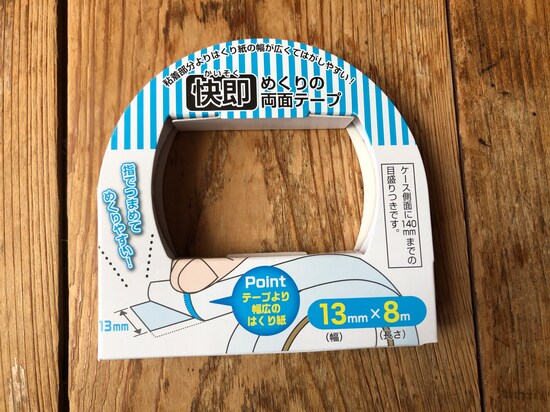 粘着部分よりはくり紙の幅が広くてはがしやすい!
かいそく
快即
めくりの
両面テープ
指でつまめて
めくりやすい!
ケース側面に140mmまでの
目盛りつきです。
Point
テープより
幅広の
はくり紙
13mm
13mm×8m
(幅)
(長さ)